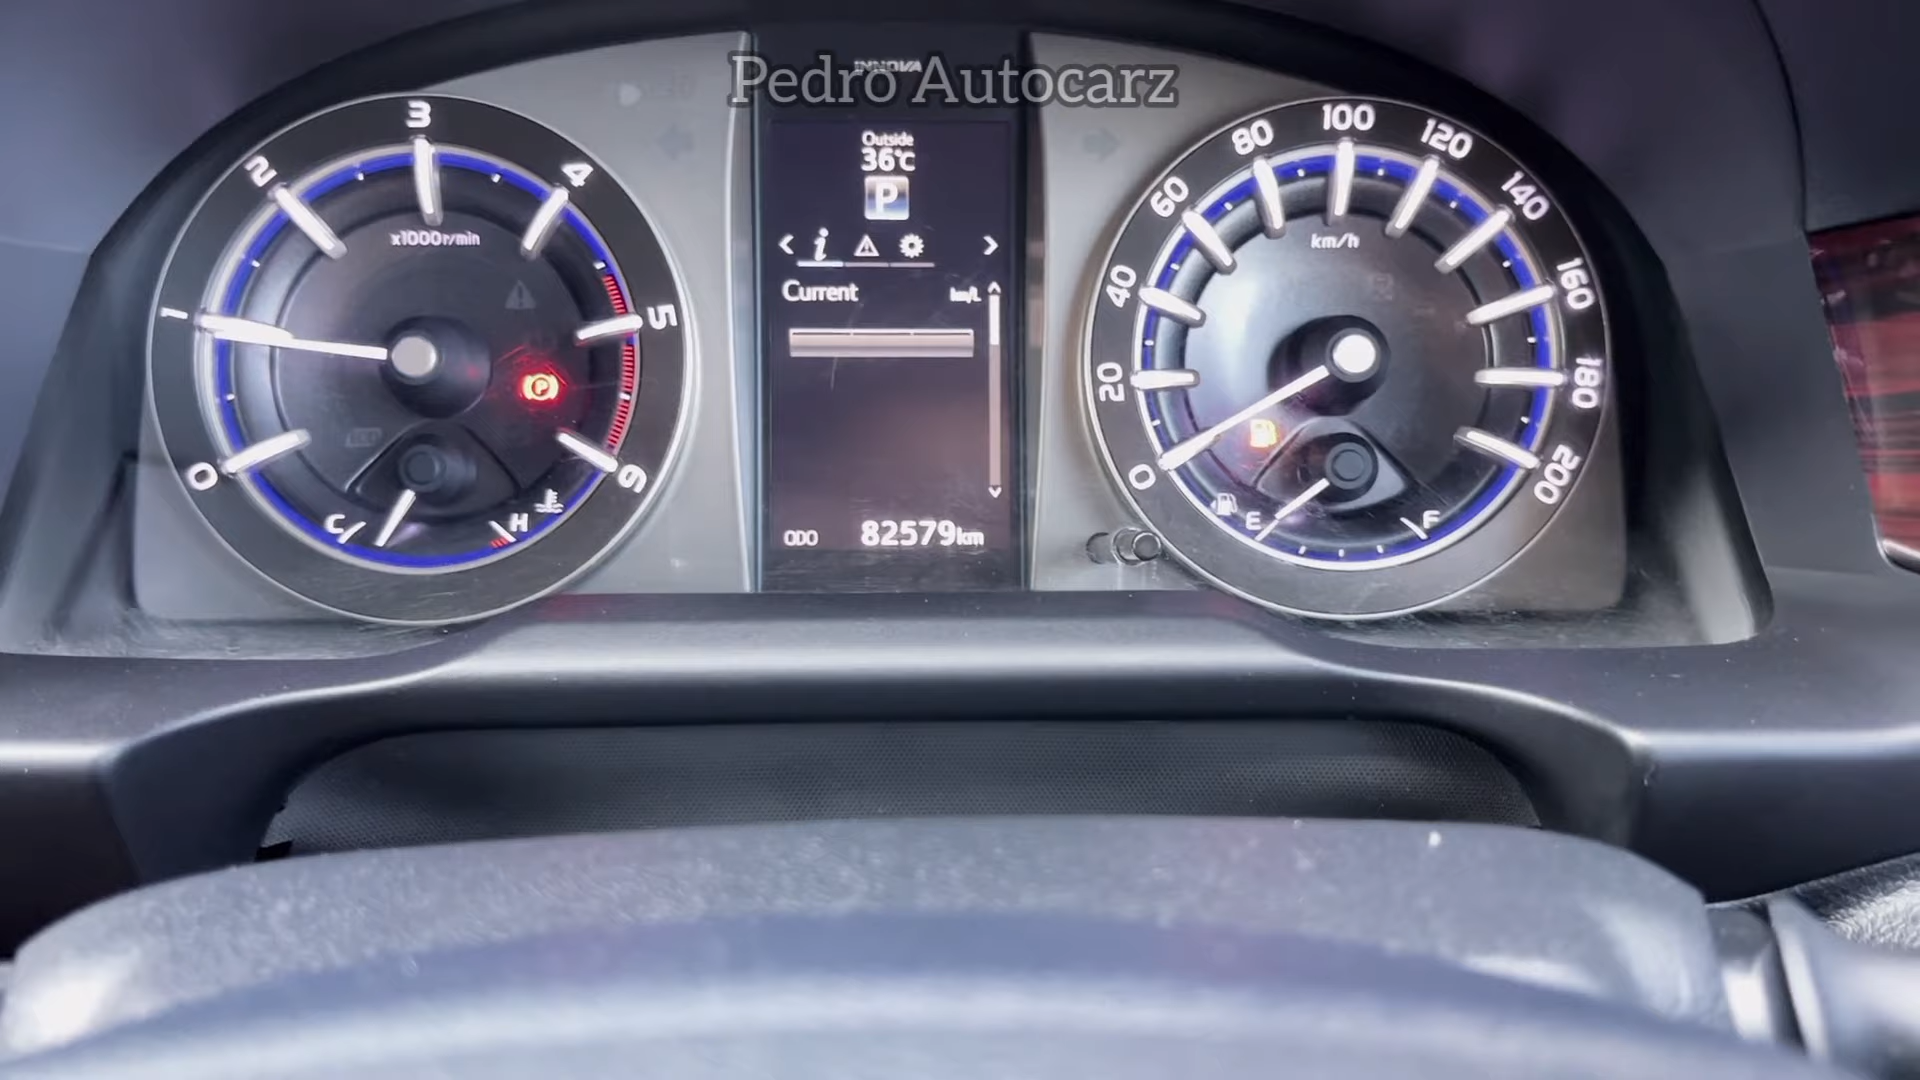 INNOVA
Pedro Autocarz
Outside
36°C
P
i
Current km/L
ODO 82579km
0 1 2 3 4 5 6
x1000r/min
P
C H
0 20 40 60 80 100 120 140 160 180 200
km/h
E F